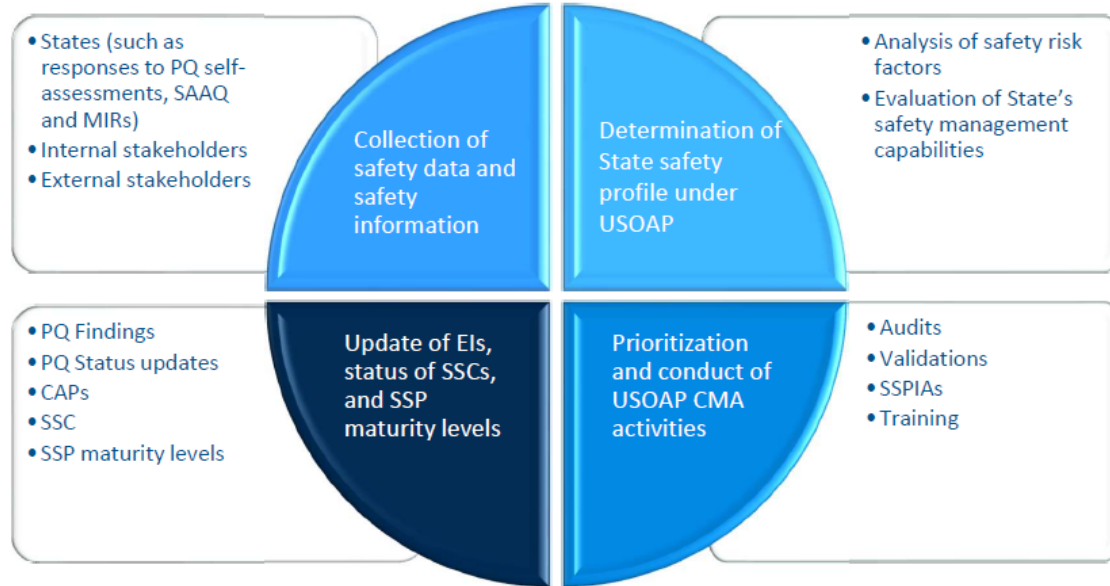 • States (such as
responses to PQ self-
assessments, SAAQ
and MIRs)
• Internal stakeholders
• External stakeholders
Collection of
safety data and
safety
information
Determination of
State safety
profile under
USOAP
• Analysis of safety risk
factors
• Evaluation of State’s
safety management
capabilities
• PQ Findings
• PQ Status updates
• CAPs
• SSC
• SSP maturity levels
Update of EIs,
status of SSCs,
and SSP
maturity levels
Prioritization
and conduct of
USOAP CMA
activities
• Audits
• Validations
• SSPIAs
• Training